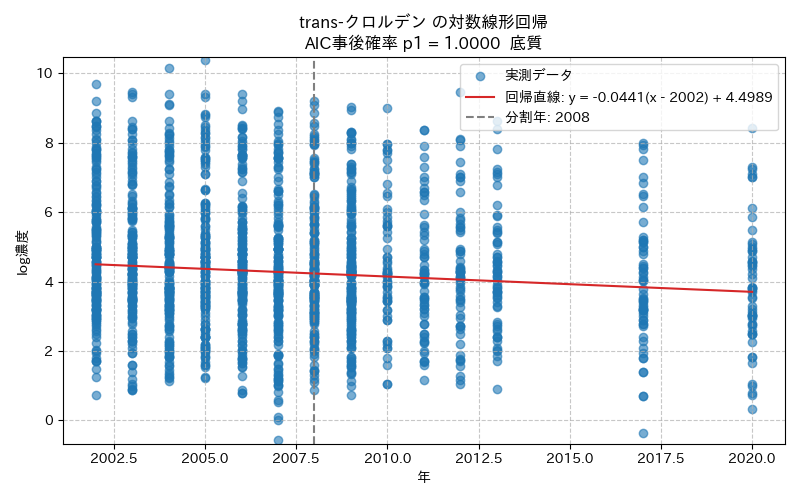 trans-クロルデン の対数線形回帰
AIC事後確率 p1 = 1.0000 底質
実測データ
回帰直線: y = -0.0441(x - 2002) + 4.4989
分割年: 2008
log濃度
10
8
6
4
2
0
2002.5 2005.0 2007.5 2010.0 2012.5 2015.0 2017.5 2020.0
年